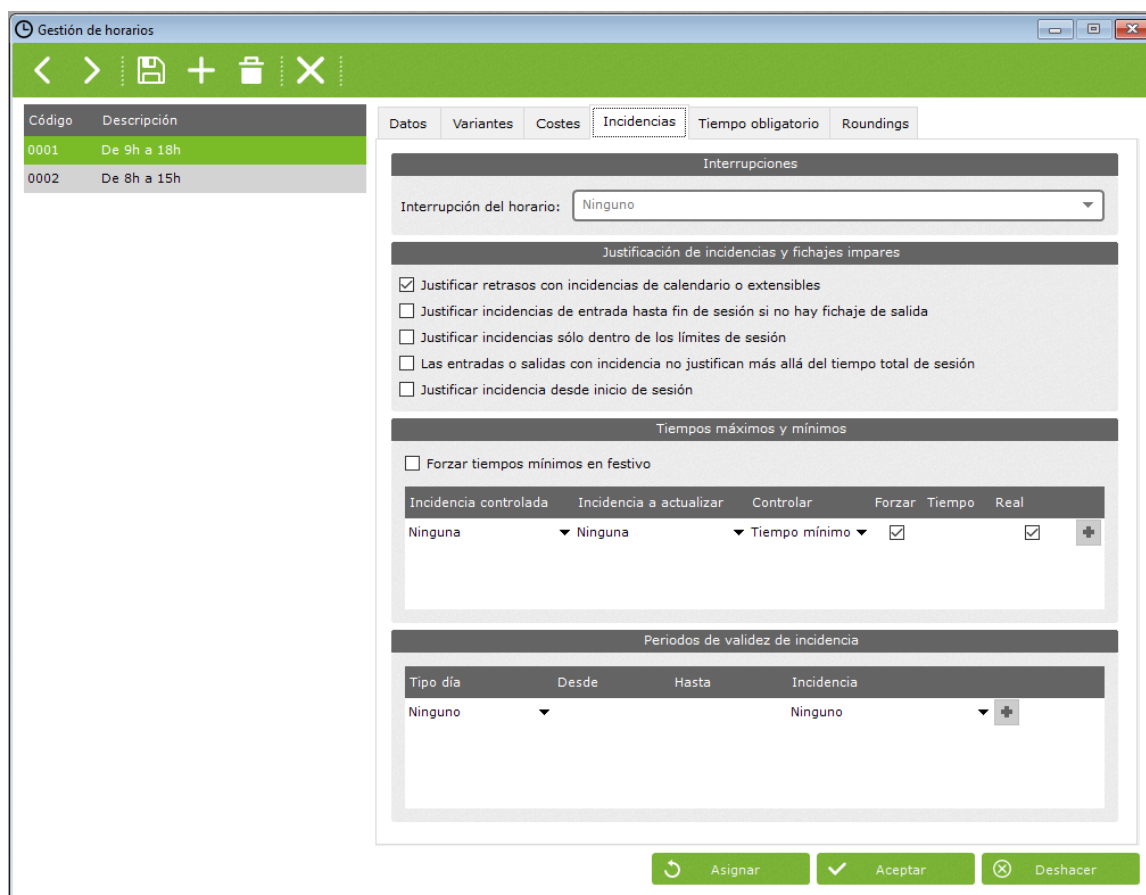 Gestión de horarios
Código Descripción
0001 De 9h a 18h
0002 De 8h a 15h
Datos Variantes Costes Incidencias Tiempo obligatorio Roundings
Interrupciones
Interrupción del horario: Ninguno
Justificación de incidencias y fichajes impares
Justificar retrasos con incidencias de calendario o extensibles
Justificar incidencias de entrada hasta fin de sesión si no hay fichaje de salida
Justificar incidencias sólo dentro de los límites de sesión
Las entradas o salidas con incidencia no justifican más allá del tiempo total de sesión
Justificar incidencia desde inicio de sesión
Tiempos máximos y mínimos
Forzar tiempos mínimos en festivo
Incidencia controlada Incidencia a actualizar Controlar Forzar Tiempo Real
Ninguna Ninguna Tiempo mínimo
Periodos de validez de incidencia
Tipo día Desde Hasta Incidencia
Ninguno Ninguno
Asignar Aceptar Deshacer